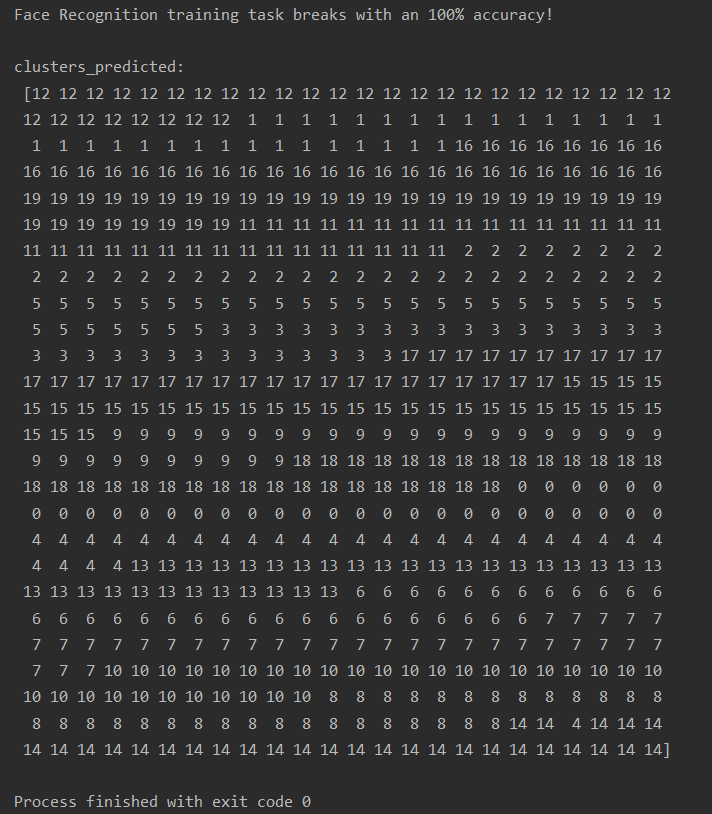 Face Recognition training task breaks with an 100% accuracy!
clusters_predicted:
[12 12 12 12 12 12 12 12 12 12 12 12 12 12 12 12 12 12 12 12 12 12 12 12
12 12 12 12 12 12 12 12 1 1 1 1 1 1 1 1 1 1 1 1 1 1 1 1
1 1 1 1 1 1 1 1 1 1 1 1 1 1 1 1 16 16 16 16 16 16 16 16
16 16 16 16 16 16 16 16 16 16 16 16 16 16 16 16 16 16 16 16 16 16 16 16
19 19 19 19 19 19 19 19 19 19 19 19 19 19 19 19 19 19 19 19 19 19 19 19
19 19 19 19 19 19 19 19 11 11 11 11 11 11 11 11 11 11 11 11 11 11 11 11
11 11 11 11 11 11 11 11 11 11 11 11 11 11 11 11 2 2 2 2 2 2 2 2
2 2 2 2 2 2 2 2 2 2 2 2 2 2 2 2 2 2 2 2 2 2 2 2
5 5 5 5 5 5 5 5 5 5 5 5 5 5 5 5 5 5 5 5 5 5 5 5
5 5 5 5 5 5 5 3 3 3 3 3 3 3 3 3 3 3 3 3 3 3 3 3
3 3 3 3 3 3 3 3 3 3 3 3 3 3 17 17 17 17 17 17 17 17 17 17
17 17 17 17 17 17 17 17 17 17 17 17 17 17 17 17 17 17 17 17 15 15 15 15
15 15 15 15 15 15 15 15 15 15 15 15 15 15 15 15 15 15 15 15 15 15 15 15
15 15 15 9 9 9 9 9 9 9 9 9 9 9 9 9 9 9 9 9 9 9 9 9
9 9 9 9 9 9 9 9 9 9 18 18 18 18 18 18 18 18 18 18 18 18 18 18
18 18 18 18 18 18 18 18 18 18 18 18 18 18 18 18 18 18 0 0 0 0 0 0
0 0 0 0 0 0 0 0 0 0 0 0 0 0 0 0 0 0 0 0 0 0 0 0
4 4 4 4 4 4 4 4 4 4 4 4 4 4 4 4 4 4 4 4 4 4 4 4
4 4 4 4 13 13 13 13 13 13 13 13 13 13 13 13 13 13 13 13 13 13 13 13
13 13 13 13 13 13 13 13 13 13 13 13 6 6 6 6 6 6 6 6 6 6 6 6
6 6 6 6 6 6 6 6 6 6 6 6 6 6 6 6 6 6 6 7 7 7 7 7
7 7 7 7 7 7 7 7 7 7 7 7 7 7 7 7 7 7 7 7 7 7 7 7
7 7 7 10 10 10 10 10 10 10 10 10 10 10 10 10 10 10 10 10 10 10 10 10
10 10 10 10 10 10 10 10 10 10 10 8 8 8 8 8 8 8 8 8 8 8 8 8
8 8 8 8 8 8 8 8 8 8 8 8 8 8 8 8 8 8 14 14 4 14 14 14
14 14 14 14 14 14 14 14 14 14 14 14 14 14 14 14 14 14 14 14 14 14 14 14]
Process finished with exit code 0